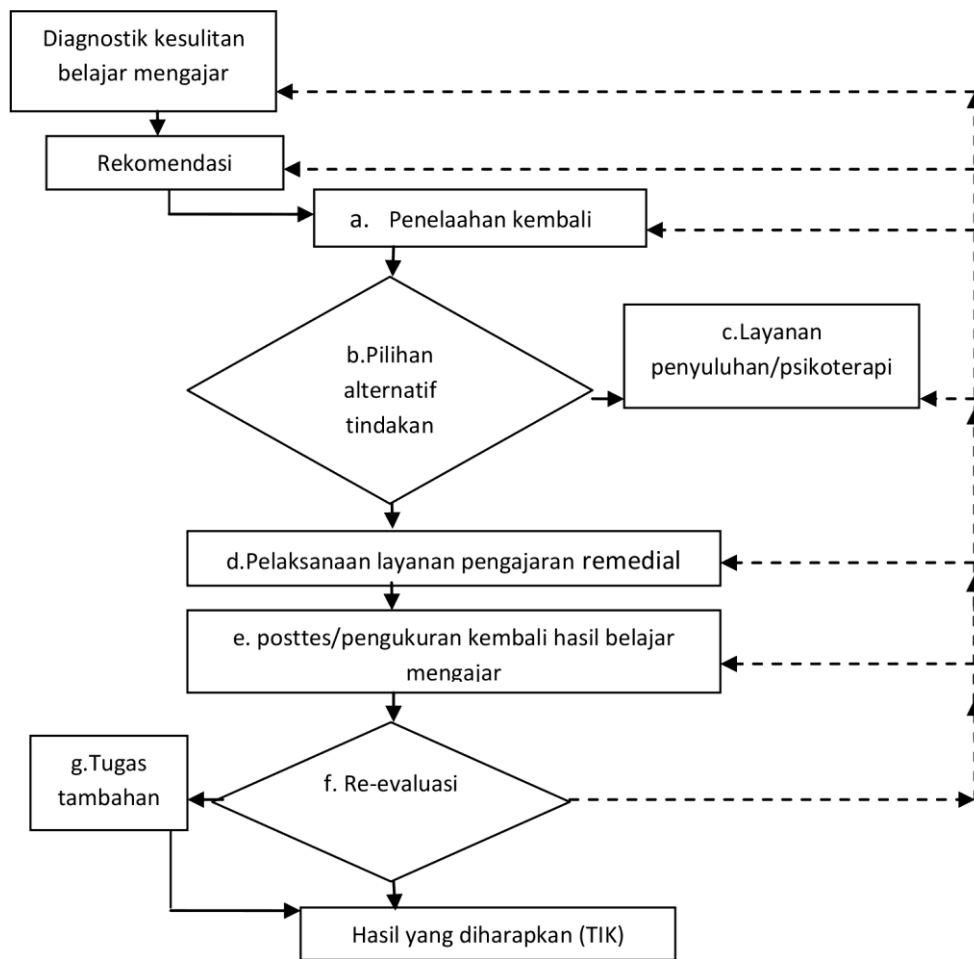 Diagnostik kesulitan
belajar mengajar
Rekomendasi
a. Penelaahan kembali
b.Pilihan
alternatif
tindakan
c.Layanan
penyuluhan/psikoterapi
d.Pelaksanaan layanan pengajaran remedial
e. posttes/pengukuran kembali hasil belajar
mengajar
g.Tugas
tambahan
f. Re-evaluasi
Hasil yang diharapkan (TIK)